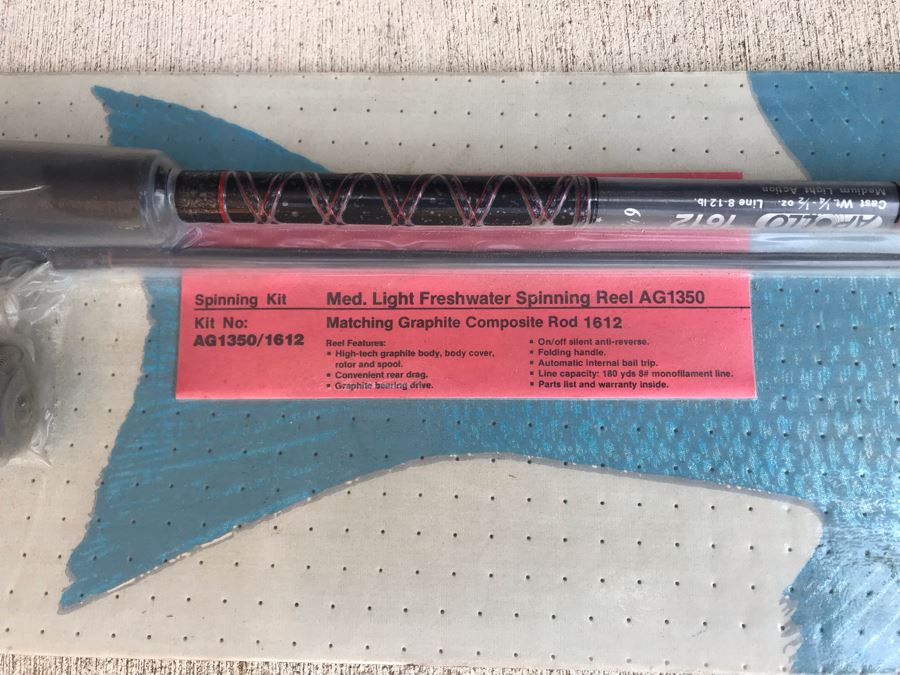 Medium Light Action
Cast Wt. ¼-½ oz. Line 8-12 lb.
APOLLO 1612
Spinning Kit
Kit No:
AG1350/1612
Med. Light Freshwater Spinning Reel AG1350
Matching Graphite Composite Rod 1612
Reel Features:
▪ High-tech graphite body, body cover,
rotor and spool.
▪ Convenient rear drag.
▪ Graphite bearing drive.
▪ On/off silent anti-reverse.
▪ Folding handle.
▪ Automatic internal bail trip.
▪ Line capacity: 180 yds 8# monofilament line.
▪ Parts list and warranty inside.